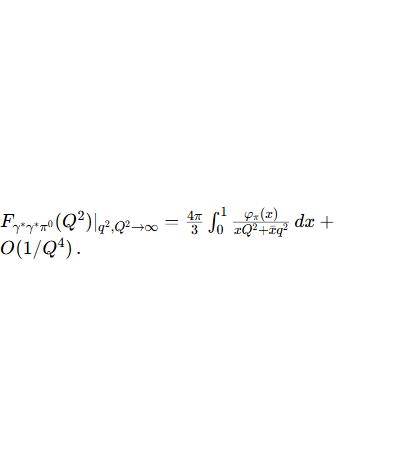 $F_{\gamma^*\gamma^*\pi^0}(Q^2)|_{q^2,Q^2\to\infty} = \frac{4\pi}{3} \int_0^1 \frac{\varphi_\pi(x)}{xQ^2+\bar{x}q^2} \, dx +$
$O(1/Q^4) \, .$